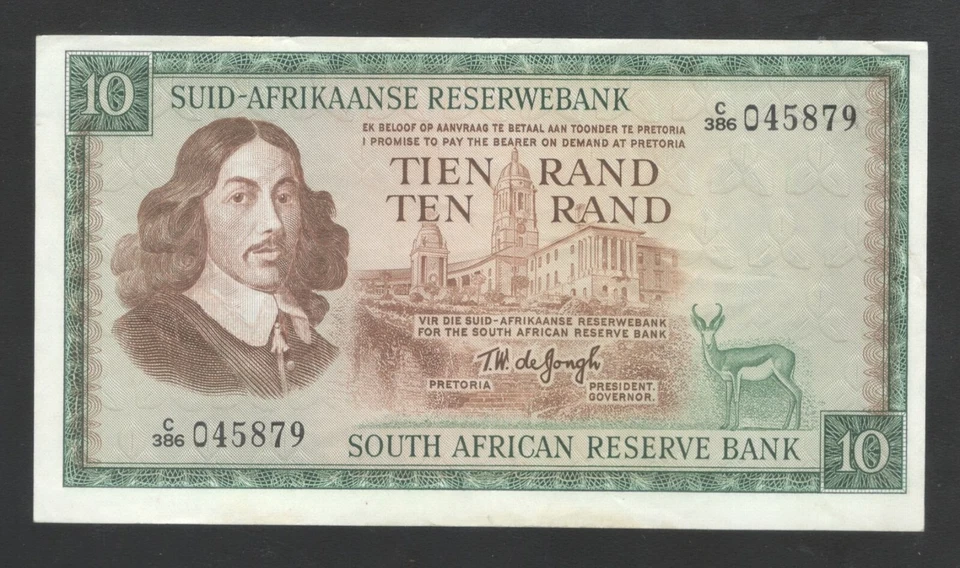 10
SUID-AFRIKAANSE RESERWEBANK
C/386 045879
EK BELOOF OP AANVRAAG TE BETAAL AAN TOONDER TE PRETORIA
I PROMISE TO PAY THE BEARER ON DEMAND AT PRETORIA
TIEN RAND
TEN RAND
VIR DIE SUID-AFRIKAANSE RESERWEBANK
FOR THE SOUTH AFRICAN RESERVE BANK
T.W. de Jongh
PRETORIA
PRESIDENT.
GOVERNOR.
C/386 045879
SOUTH AFRICAN RESERVE BANK
10